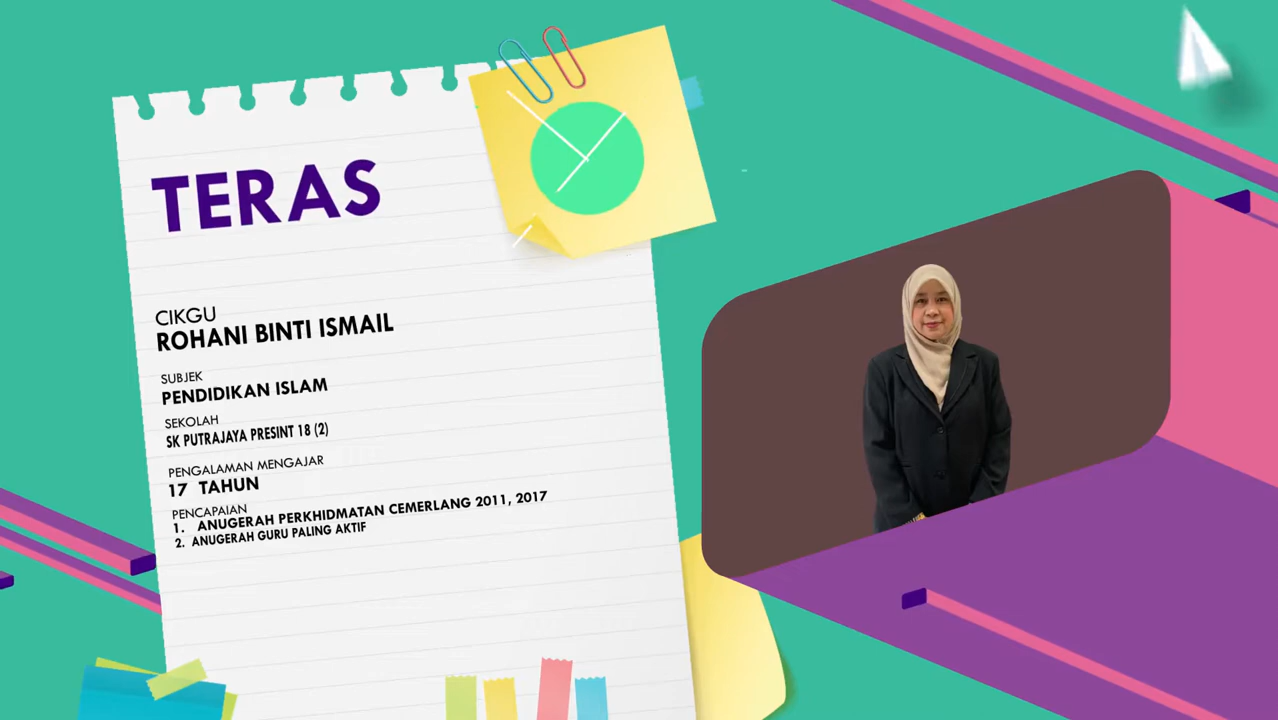 TERAS
CIKGU
ROHANI BINTI ISMAIL
SUBJEK
PENDIDIKAN ISLAM
SEKOLAH
SK PUTRAJAYA PRESINT 18 (2)
PENGALAMAN MENGAJAR
17 TAHUN
PENCAPAIAN
1. ANUGERAH PERKHIDMATAN CEMERLANG 2011, 2017
2. ANUGERAH GURU PALING AKTIF